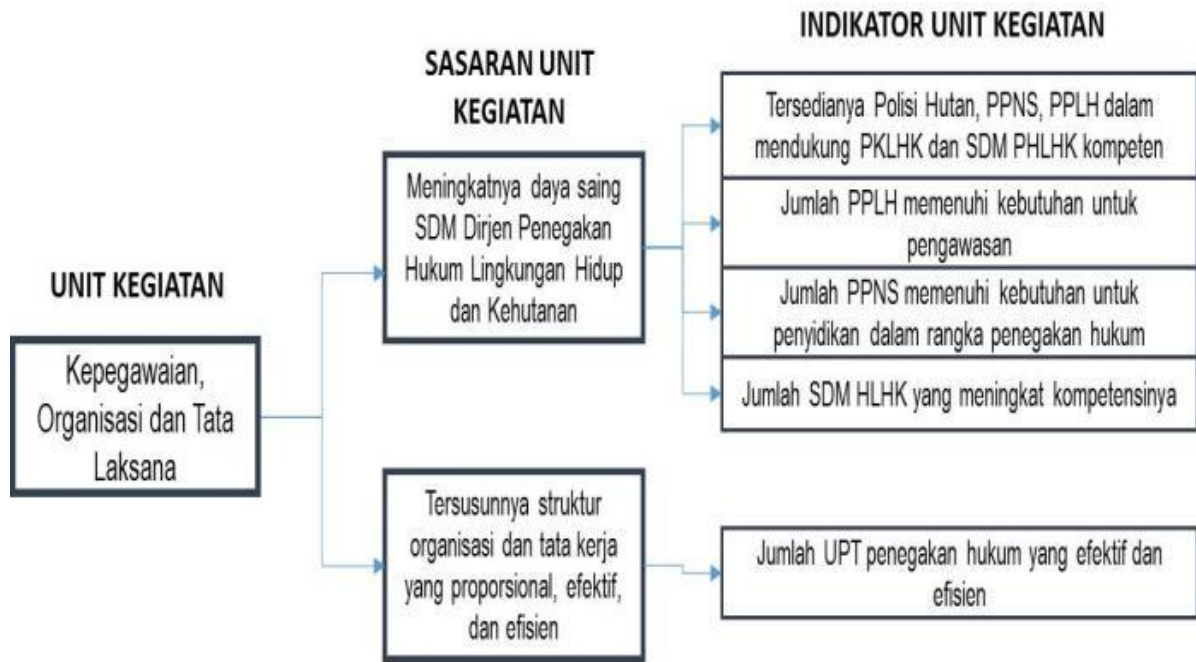 UNIT KEGIATAN
Kepegawaian,
Organisasi dan Tata
Laksana
SASARAN UNIT
KEGIATAN
Meningkatnya daya saing
SDM Dirjen Penegakan
Hukum Lingkungan Hidup
dan Kehutanan
Tersusunnya struktur
organisasi dan tata kerja
yang proporsional, efektif,
dan efisien
INDIKATOR UNIT KEGIATAN
Tersedianya Polisi Hutan, PPNS, PPLH dalam
mendukung PKLHK dan SDM PHLHK kompeten
Jumlah PPLH memenuhi kebutuhan untuk
pengawasan
Jumlah PPNS memenuhi kebutuhan untuk
penyidikan dalam rangka penegakan hukum
Jumlah SDM HLHK yang meningkat kompetensinya
Jumlah UPT penegakan hukum yang efektif dan
efisien